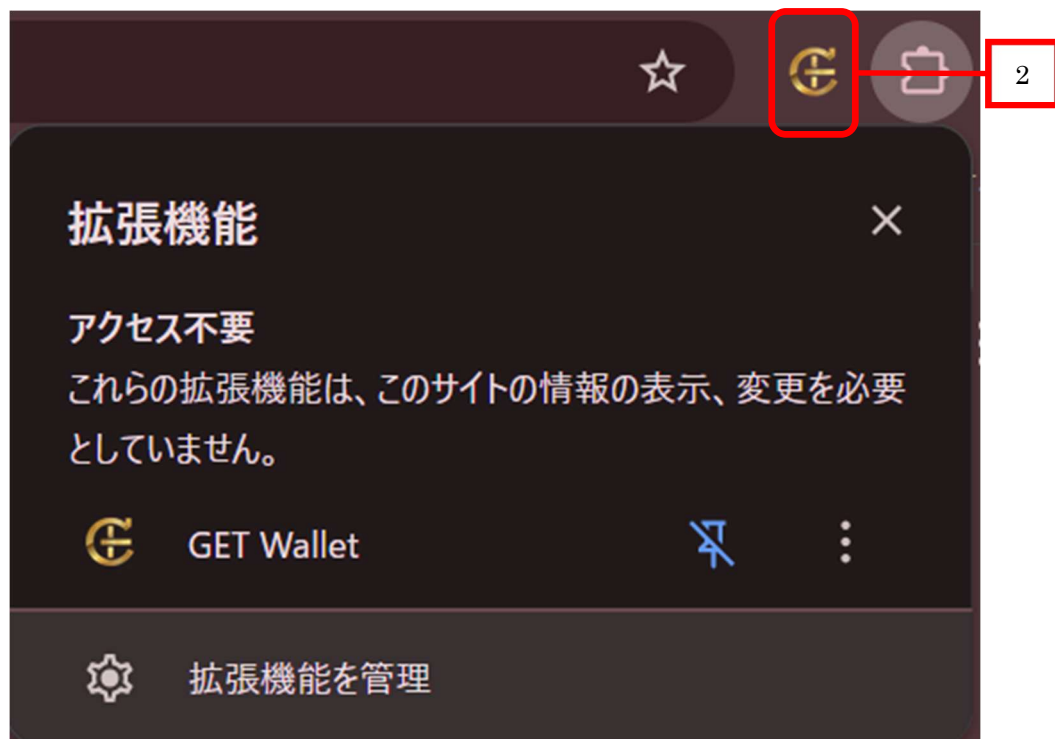 2
拡張機能
アクセス不要
これらの拡張機能は、このサイトの情報の表示、変更を必要
としていません。
GET Wallet
拡張機能を管理